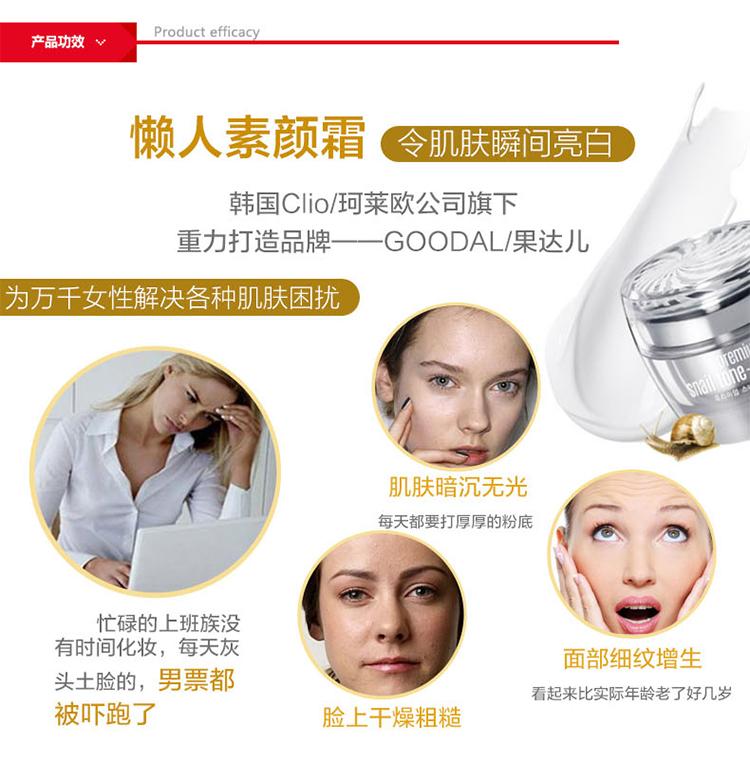 产品功效
Product efficacy
懒人素颜霜 令肌肤瞬间亮白
韩国Clio/珂莱欧公司旗下
重力打造品牌——GOODAL/果达儿
为万千女性解决各种肌肤困扰
premiu
snail tone-
肌肤暗沉无光
每天都要打厚厚的粉底
忙碌的上班族没
有时间化妆，每天灰
头土脸的，男票都
被吓跑了
脸上干燥粗糙
面部细纹增生
看起来比实际年龄老了好几岁